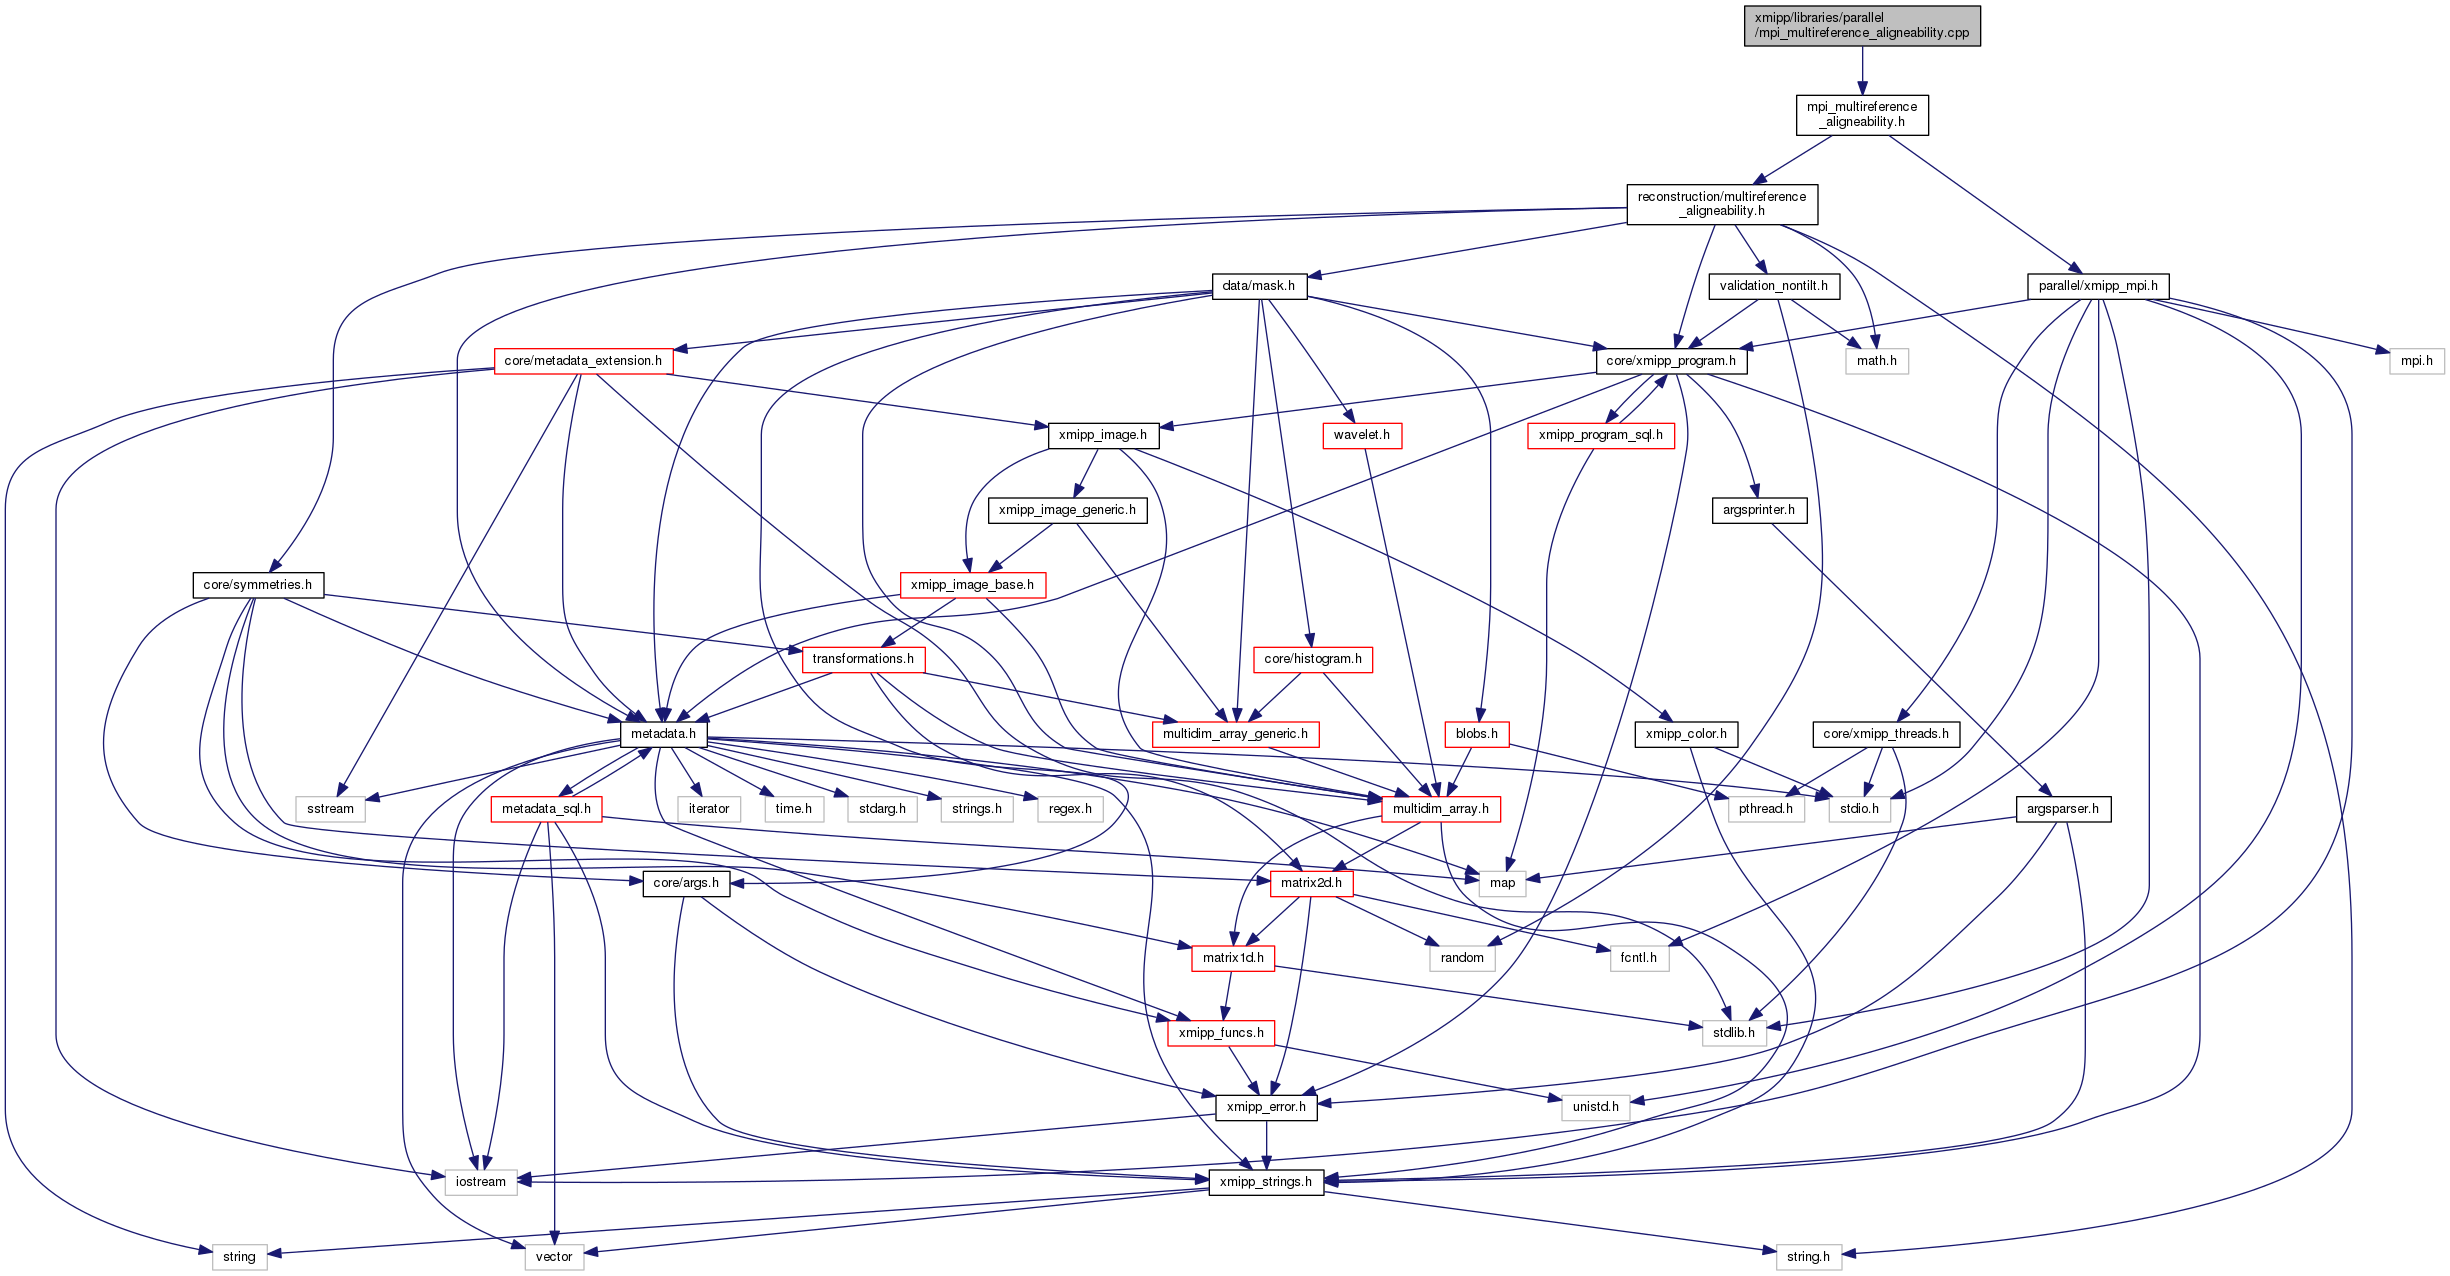 xmipp/libraries/parallel
/mpi_multireference_aligneability.cpp
mpi_multireference
_aligneability.h
reconstruction/multireference
_aligneability.h
data/mask.h
validation_nontilt.h
parallel/xmipp_mpi.h
core/metadata_extension.h
core/xmipp_program.h
math.h
mpi.h
xmipp_image.h
wavelet.h
xmipp_program_sql.h
xmipp_image_generic.h
argsprinter.h
core/symmetries.h
xmipp_image_base.h
transformations.h
core/histogram.h
metadata.h
multidim_array_generic.h
blobs.h
xmipp_color.h
core/xmipp_threads.h
sstream
metadata_sql.h
iterator
time.h
stdarg.h
strings.h
regex.h
multidim_array.h
pthread.h
stdio.h
argsparser.h
core/args.h
matrix2d.h
map
matrix1d.h
random
fcntl.h
xmipp_funcs.h
stdlib.h
xmipp_error.h
unistd.h
iostream
xmipp_strings.h
string
vector
string.h